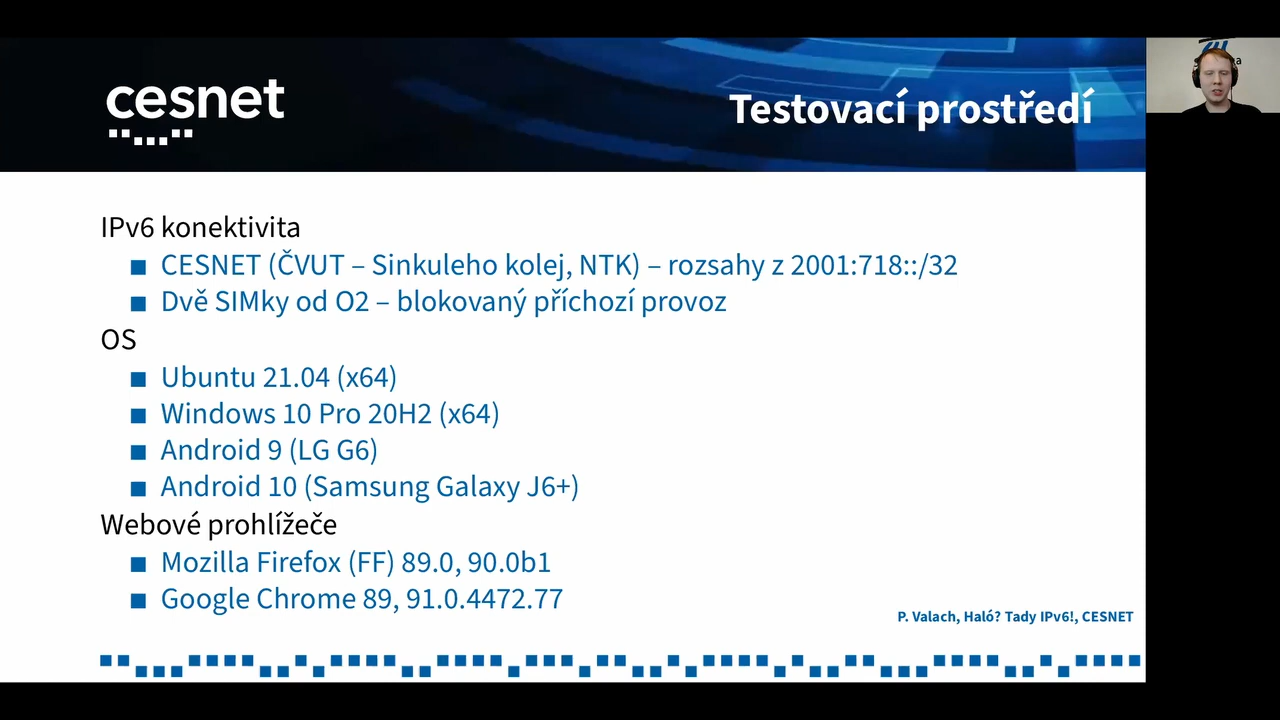 cesnet
Testovací prostředí
IPv6 konektivita
■ CESNET (ČVUT – Sinkuleho kolej, NTK) – rozsahy z 2001:718::/32
■ Dvě SIMky od O2 – blokovaný příchozí provoz
OS
■ Ubuntu 21.04 (x64)
■ Windows 10 Pro 20H2 (x64)
■ Android 9 (LG G6)
■ Android 10 (Samsung Galaxy J6+)
Webové prohlížeče
■ Mozilla Firefox (FF) 89.0, 90.0b1
■ Google Chrome 89, 91.0.4472.77
P. Valach, Haló? Tady IPv6!, CESNET